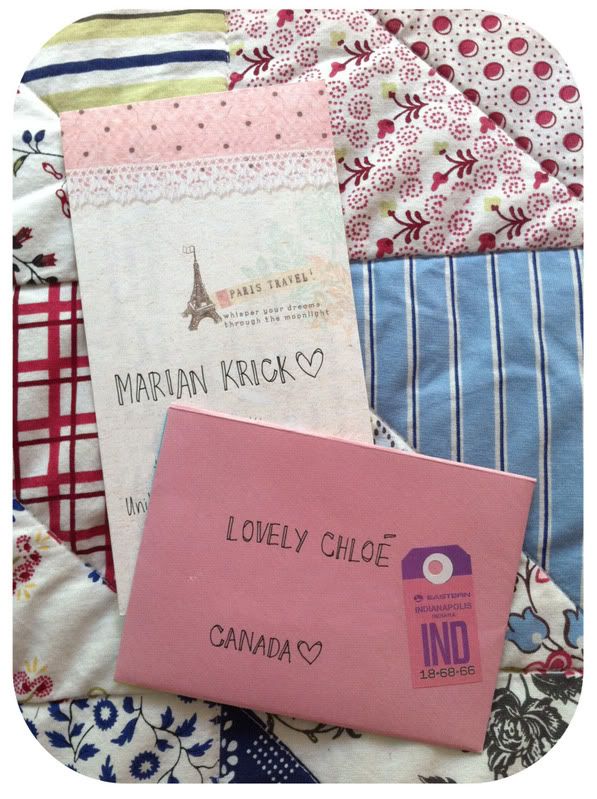 PARIS TRAVEL
whisper your dreams
through the moonlight
MARIAN KRICK♡
LOVELY CHLOÉ
CANADA♡
EASTERN
INDIANAPOLIS
INDIANA
IND
18-68-66